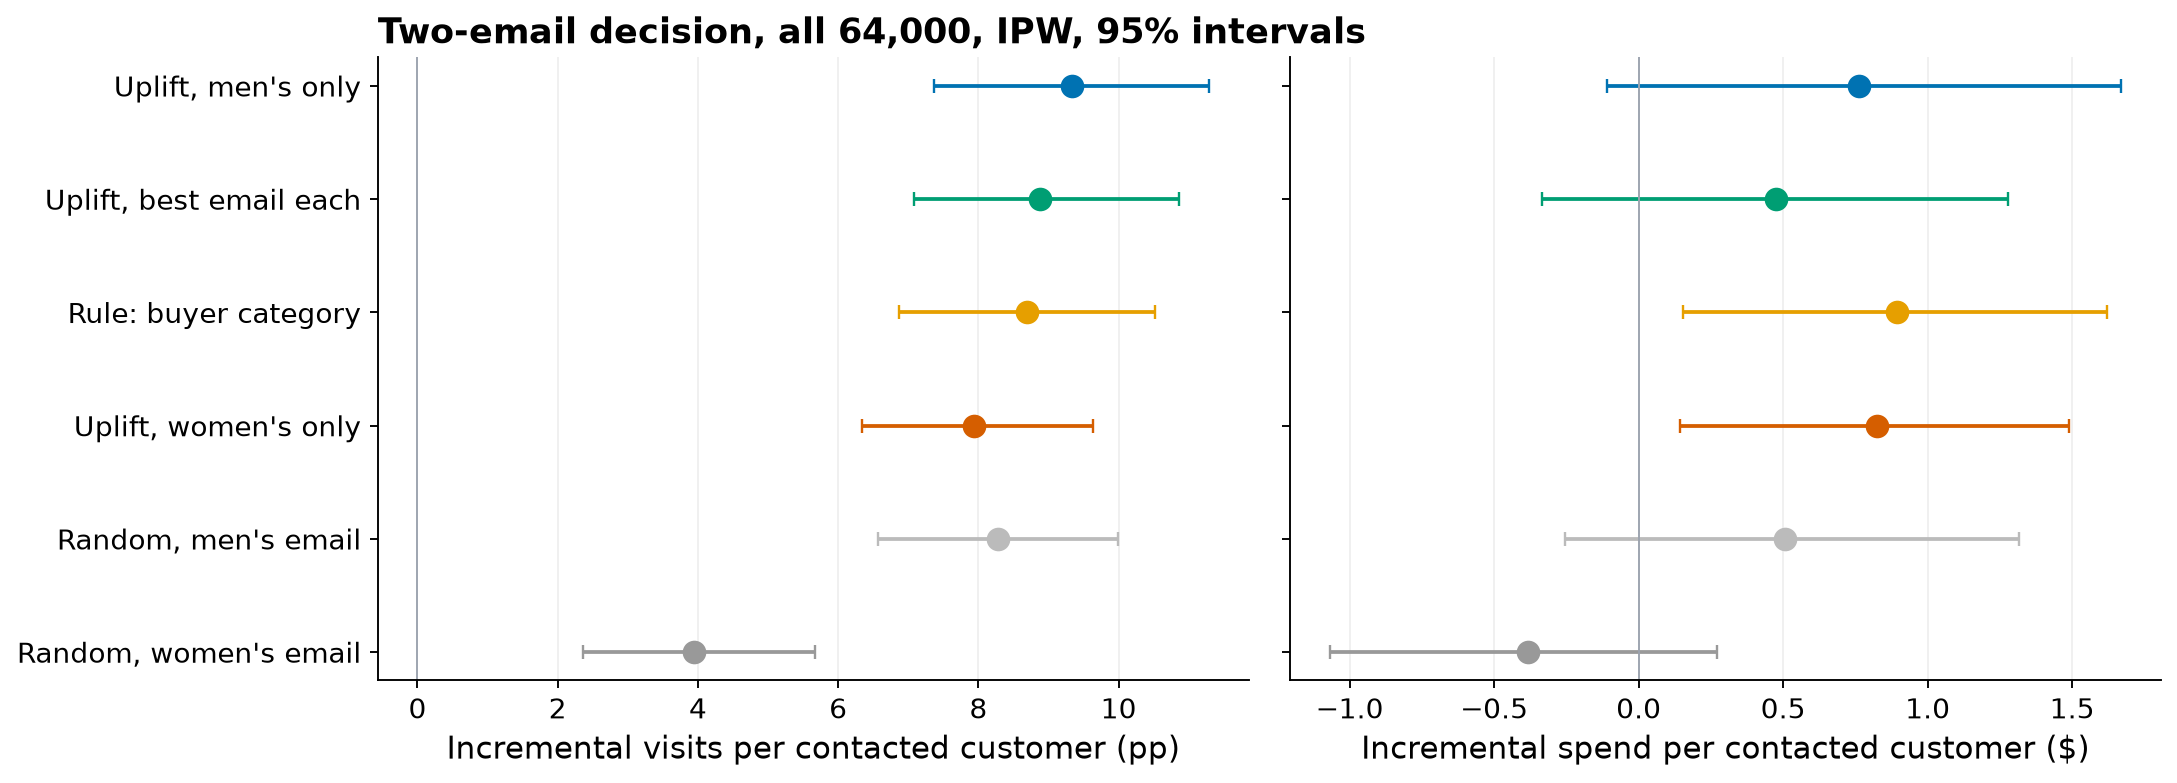 Two-email decision, all 64,000, IPW, 95% intervals
Uplift, men's only
Uplift, best email each
Rule: buyer category
Uplift, women's only
Random, men's email
Random, women's email
0 2 4 6 8 10
Incremental visits per contacted customer (pp)
−1.0 −0.5 0.0 0.5 1.0 1.5
Incremental spend per contacted customer ($)